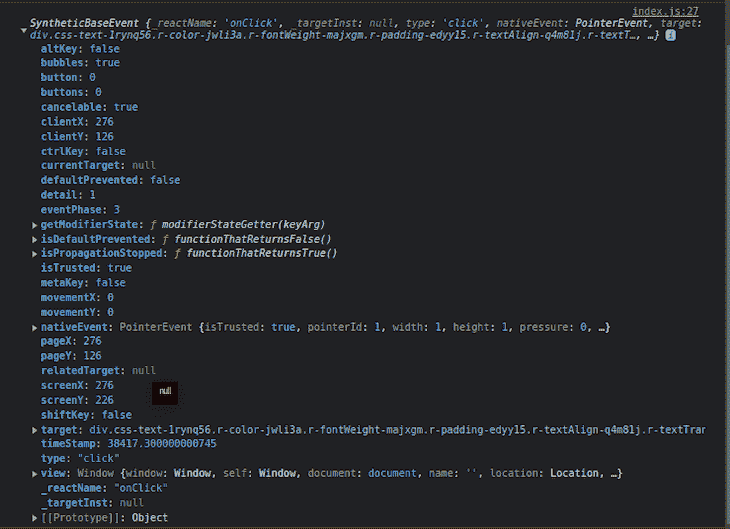 index.js:27
SyntheticBaseEvent {_reactName: 'onClick', _targetInst: null, type: 'click', nativeEvent: PointerEvent, target:
div.css-text-1rynq56.r-color-jwli3a.r-fontWeight-majxgm.r-padding-edyy15.r-textAlign-q4m81j.r-textT…, …}
altKey: false
bubbles: true
button: 0
buttons: 0
cancelable: true
clientX: 276
clientY: 126
ctrlKey: false
currentTarget: null
defaultPrevented: false
detail: 1
eventPhase: 3
getModifierState: ƒ modifierStateGetter(keyArg)
isDefaultPrevented: ƒ functionThatReturnsFalse()
isPropagationStopped: ƒ functionThatReturnsTrue()
isTrusted: true
metaKey: false
movementX: 0
movementY: 0
nativeEvent: PointerEvent {isTrusted: true, pointerId: 1, width: 1, height: 1, pressure: 0, …}
pageX: 276
pageY: 126
relatedTarget: null
screenX: 276
null
screenY: 226
shiftKey: false
target: div.css-text-1rynq56.r-color-jwli3a.r-fontWeight-majxgm.r-padding-edyy15.r-textAlign-q4m81j.r-textTrar
timeStamp: 38417.300000000745
type: "click"
view: Window {window: Window, self: Window, document: document, name: '', location: Location, …}
_reactName: "onClick"
_targetInst: null
[[Prototype]]: Object